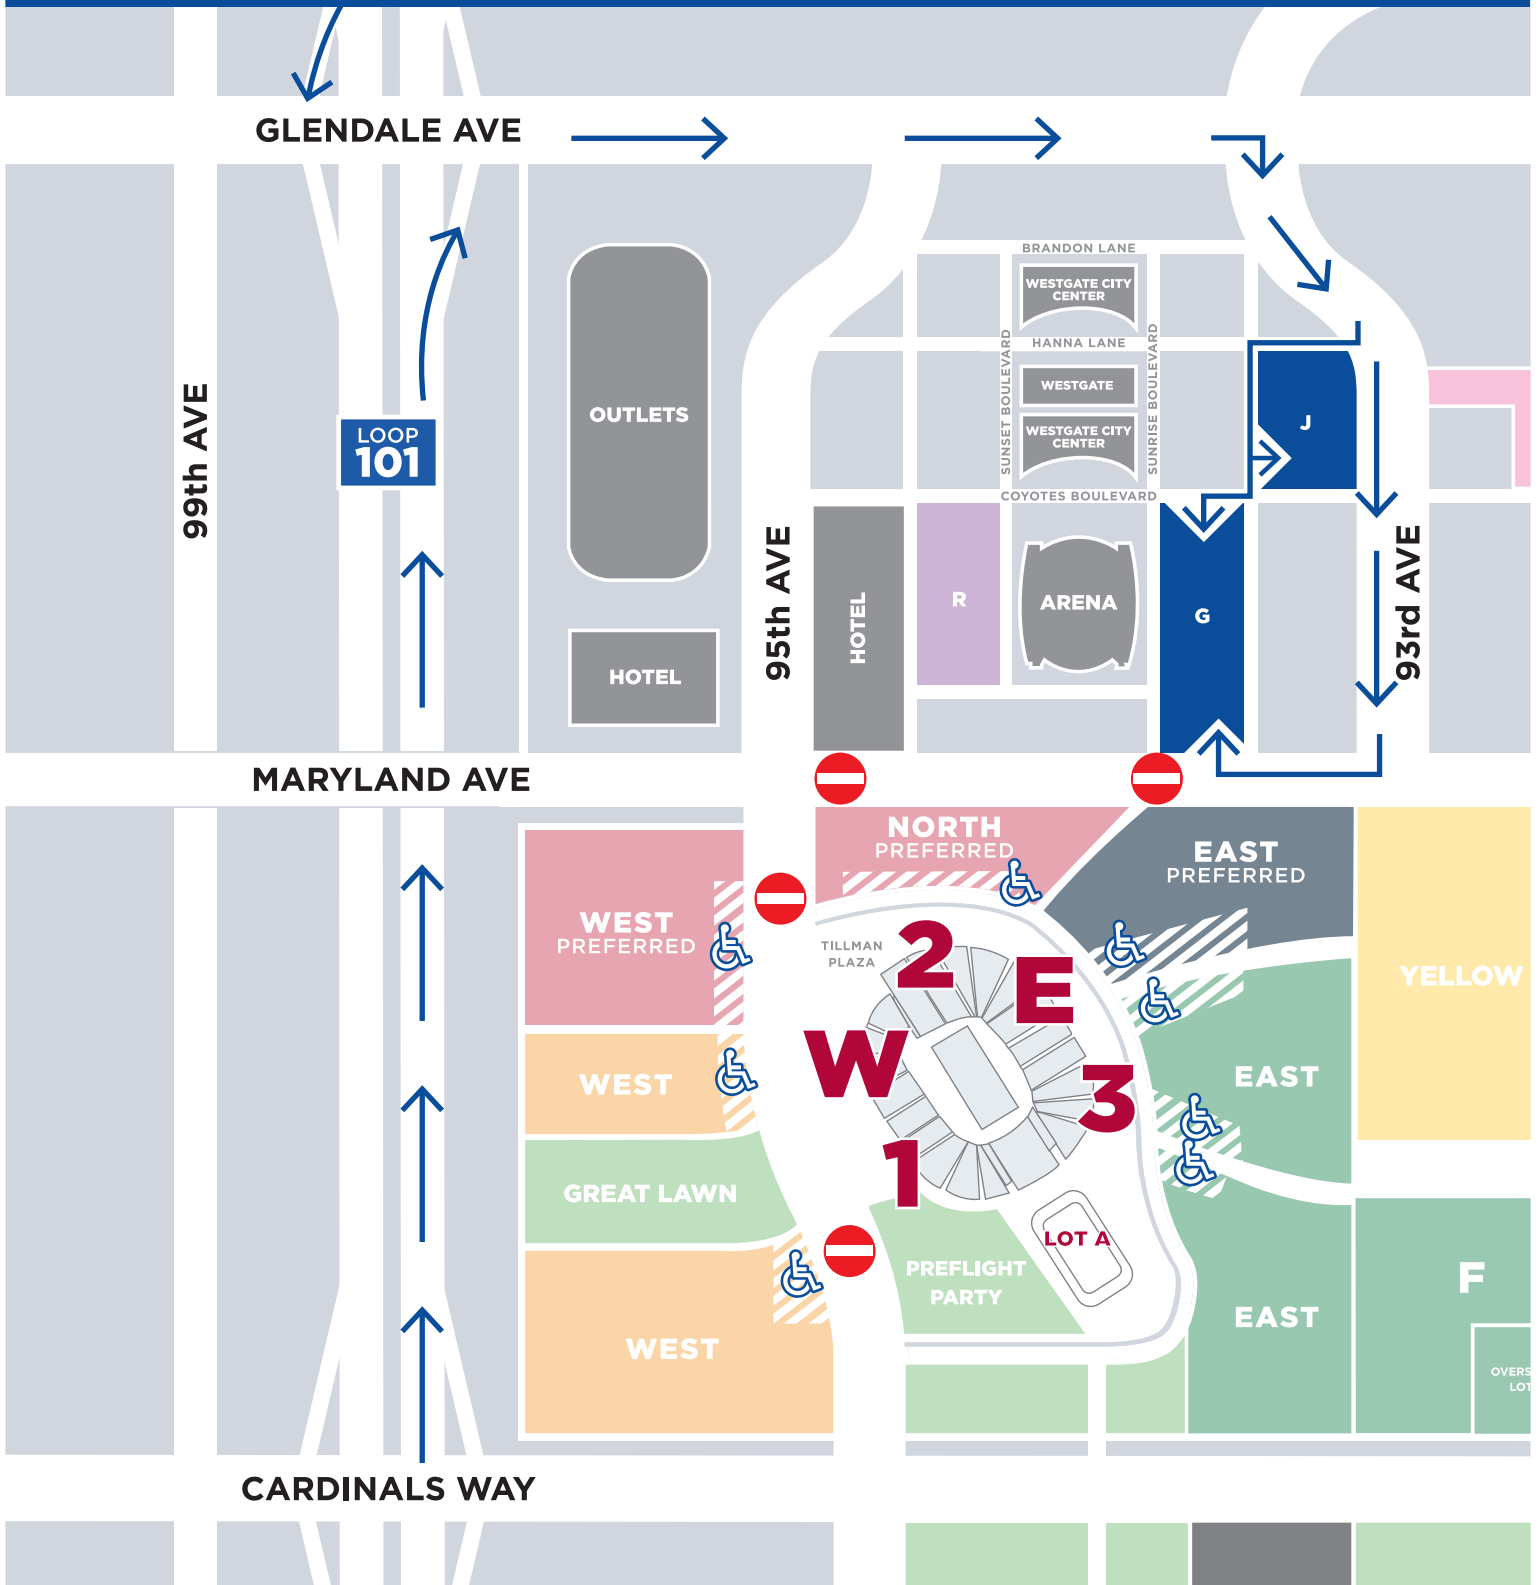 GLENDALE AVE
BRANDON LANE
WESTGATE CITY
CENTER
HANNA LANE
SUNSET BOULEVARD
SUNRISE BOULEVARD
WESTGATE
WESTGATE CITY
CENTER
COYOTES BOULEVARD
OUTLETS
J
99th AVE
LOOP
101
95th AVE
HOTEL
R
ARENA
G
93rd AVE
HOTEL
MARYLAND AVE
NORTH
PREFERRED
EAST
PREFERRED
WEST
PREFERRED
TILLMAN
PLAZA
2
E
YELLOW
W
WEST
3
EAST
1
GREAT LAWN
LOT A
PREFLIGHT
PARTY
F
EAST
WEST
OVERS
LOT
CARDINALS WAY